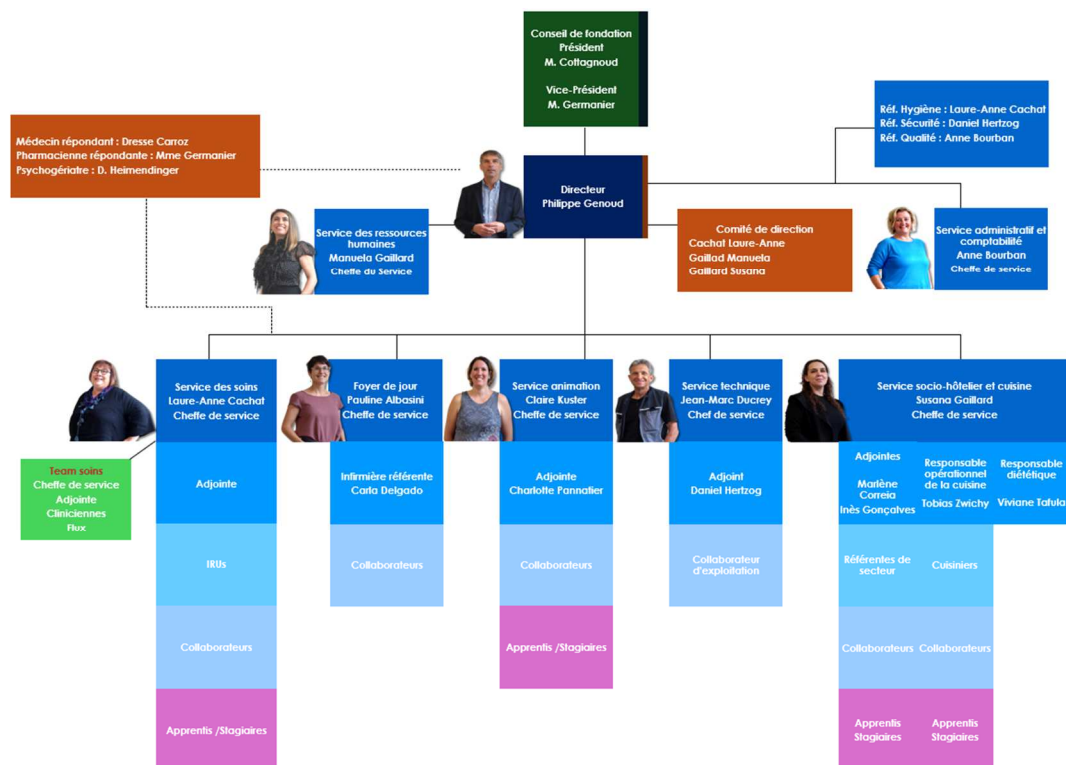 Conseil de fondation
Président
M. Cottagnoud
Vice-Président
M. Germanier
Réf. Hygiène : Laure-Anne Cachat
Réf. Sécurité : Daniel Hertzog
Réf. Qualité : Anne Bourban
Médecin répondant : Dresse Carroz
Pharmacienne répondante : Mme Germanier
Psychogériatre : D. Heimendinger
Directeur
Philippe Genoud
Service des ressources
humaines
Manuela Gaillard
Cheffe du Service
Comité de direction
Cachat Laure-Anne
Gaillad Manuela
Gaillard Susana
Service administratif et
comptabilité
Anne Bourban
Cheffe de service
Service des soins
Laure-Anne Cachat
Cheffe de service
Foyer de jour
Pauline Albasini
Cheffe de service
Service animation
Claire Kuster
Cheffe de service
Service technique
Jean-Marc Ducrey
Chef de service
Service socio-hôtelier et cuisine
Susana Gaillard
Cheffe de service
Team soins
Cheffe de service
Adjointe
Cliniciennes
Flux
Adjointe
Infirmière référente
Carla Delgado
Adjointe
Charlotte Pannatier
Adjoint
Daniel Hertzog
Adjointes
Marlène
Correia
Inès Gonçalves
Responsable
opérationnel
de la cuisine
Tobias Zwichy
Responsable
diététique
Viviane Tafula
IRUs
Collaborateurs
Collaborateurs
Collaborateur
d'exploitation
Référentes de
secteur
Cuisiniers
Collaborateurs
Apprentis /Stagiaires
Collaborateurs
Collaborateurs
Apprentis /Stagiaires
Apprentis
Stagiaires
Apprentis
Stagiaires